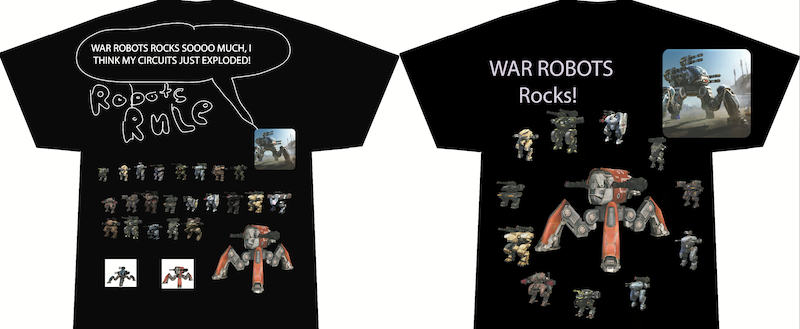 WAR ROBOTS ROCKS SOOOO MUCH, I
THINK MY CIRCUITS JUST EXPLODED!
Robots
RULe
WAR ROBOTS
Rocks!